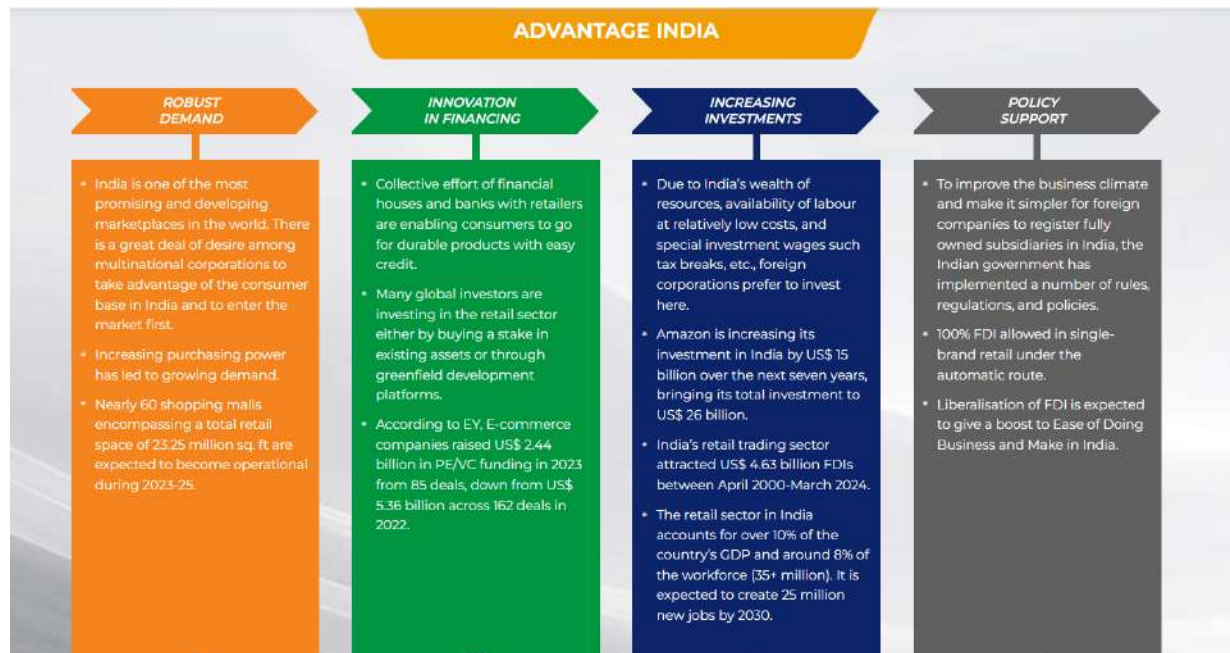 ADVANTAGE INDIA
ROBUST
DEMAND
• India is one of the most
promising and developing
marketplaces in the world. There
is a great deal of desire among
multinational corporations to
take advantage of the consumer
base in India and to enter the
market first.
• Increasing purchasing power
has led to growing demand.
• Nearly 60 shopping malls
encompassing a total retail
space of 23.25 million sq. ft are
expected to become operational
during 2023-25.
INNOVATION
IN FINANCING
• Collective effort of financial
houses and banks with retailers
are enabling consumers to go
for durable products with easy
credit.
• Many global investors are
investing in the retail sector
either by buying a stake in
existing assets or through
greenfield development
platforms.
• According to EY, E-commerce
companies raised US$ 2.44
billion in PE/VC funding in 2023
from 85 deals, down from US$
5.36 billion across 162 deals in
2022.
INCREASING
INVESTMENTS
• Due to India's wealth of
resources, availability of labour
at relatively low costs, and
special investment wages such
tax breaks, etc., foreign
corporations prefer to invest
here.
• Amazon is increasing its
investment in India by US$ 15
billion over the next seven years,
bringing its total investment to
US$ 26 billion.
• India's retail trading sector
attracted US$ 4.63 billion FDIs
between April 2000-March 2024.
• The retail sector in India
accounts for over 10% of the
country's GDP and around 8% of
the workforce (35+ million). It is
expected to create 25 million
new jobs by 2030.
POLICY
SUPPORT
• To improve the business climate
and make it simpler for foreign
companies to register fully
owned subsidiaries in India, the
Indian government has
implemented a number of rules,
regulations, and policies.
• 100% FDI allowed in single-
brand retail under the
automatic route.
• Liberalisation of FDI is expected
to give a boost to Ease of Doing
Business and Make in India.